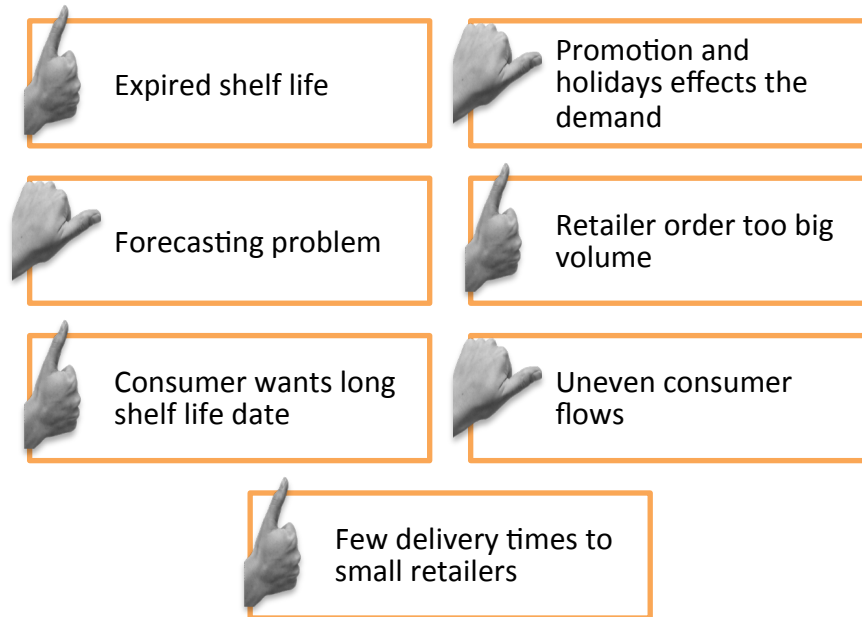 Expired shelf life
Promotion and
holidays effects the
demand
Forecasting problem
Retailer order too big
volume
Consumer wants long
shelf life date
Uneven consumer
flows
Few delivery times to
small retailers